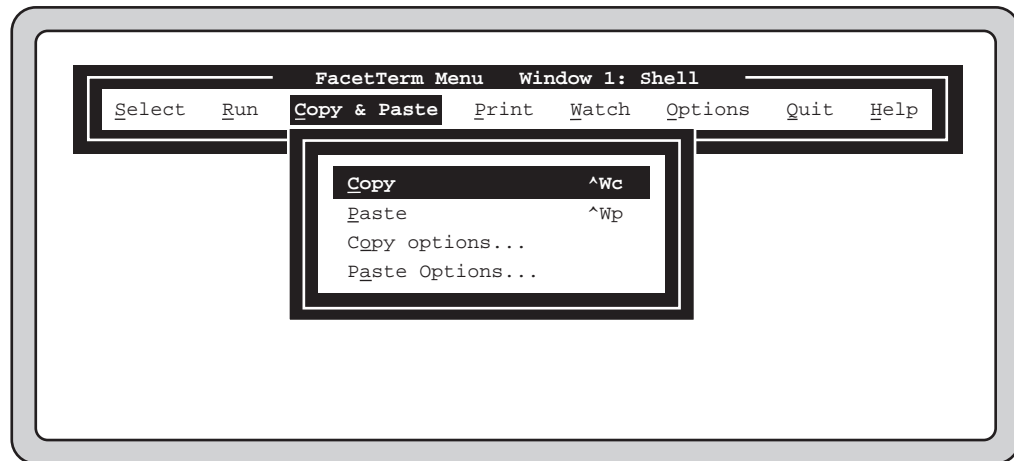 FacetTerm Menu Window 1: Shell
Select Run Copy & Paste Print Watch Options Quit Help
Copy ^Wc
Paste ^Wp
Copy options...
Paste Options...